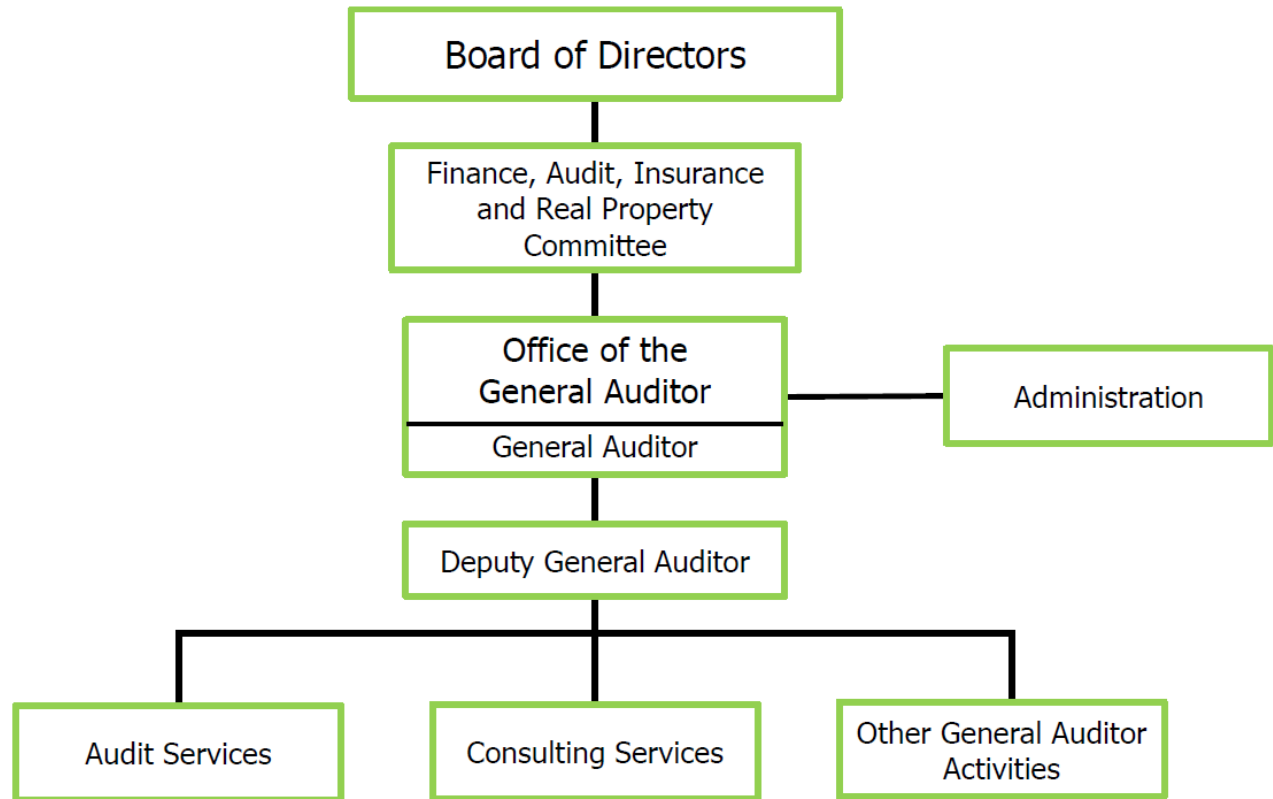 Board of Directors
Finance, Audit, Insurance
and Real Property
Committee
Office of the
General Auditor
General Auditor
Administration
Deputy General Auditor
Audit Services
Consulting Services
Other General Auditor
Activities